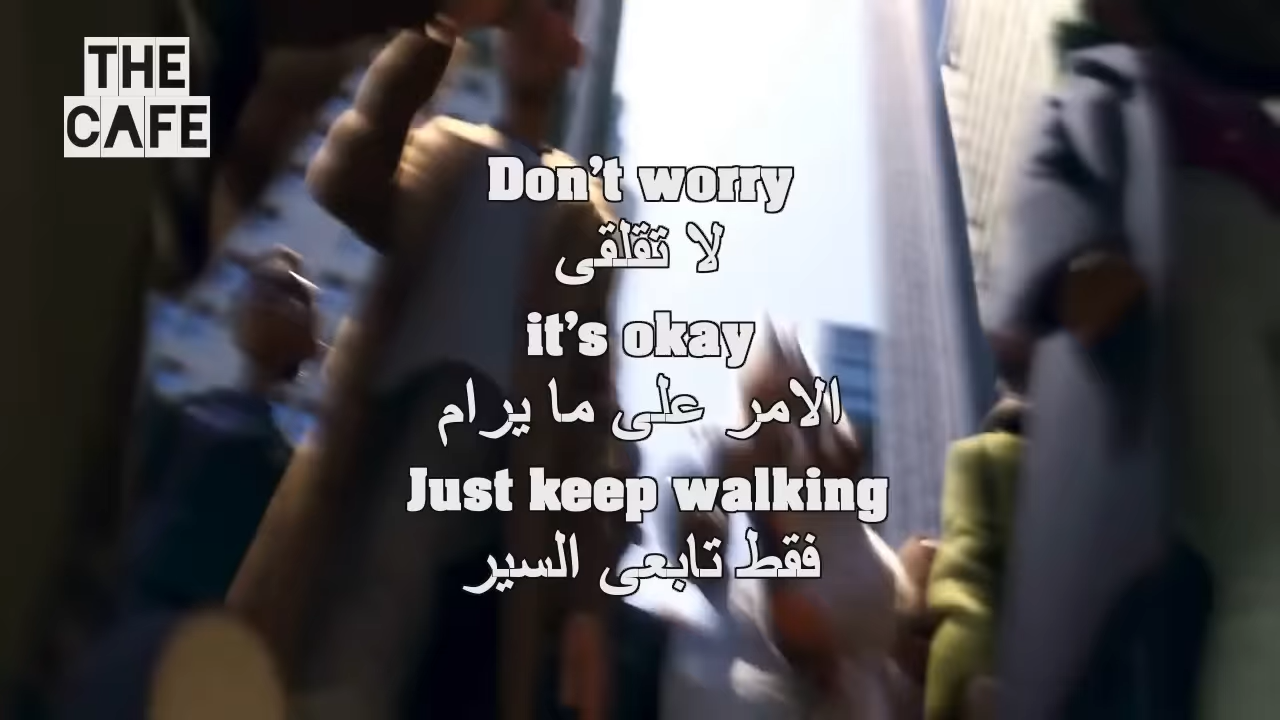 THE
CAFE
Don't worry
لا تقلقى
it's okay
الامر على ما يرام
Just keep walking
فقط تابعى السير